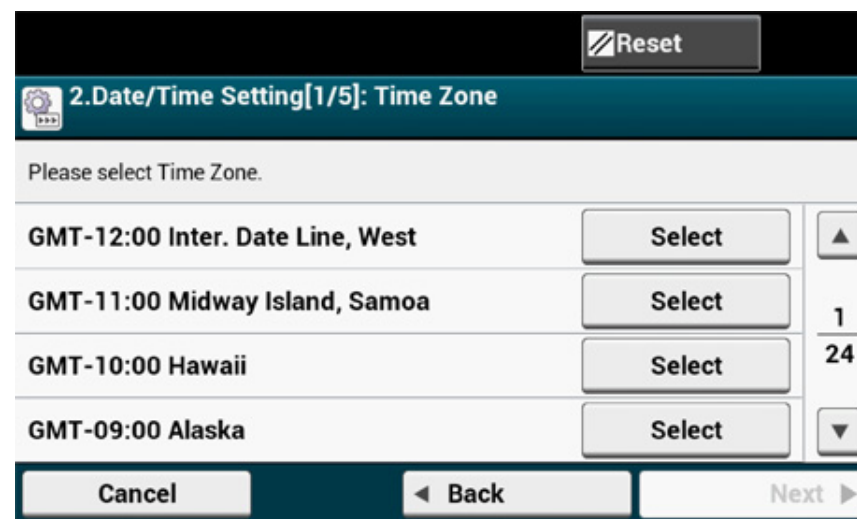 Reset
2.Date/Time Setting[1/5]: Time Zone
Please select Time Zone.
GMT-12:00 Inter. Date Line, West Select
GMT-11:00 Midway Island, Samoa Select
1
24
GMT-10:00 Hawaii Select
GMT-09:00 Alaska Select
Cancel Back Next